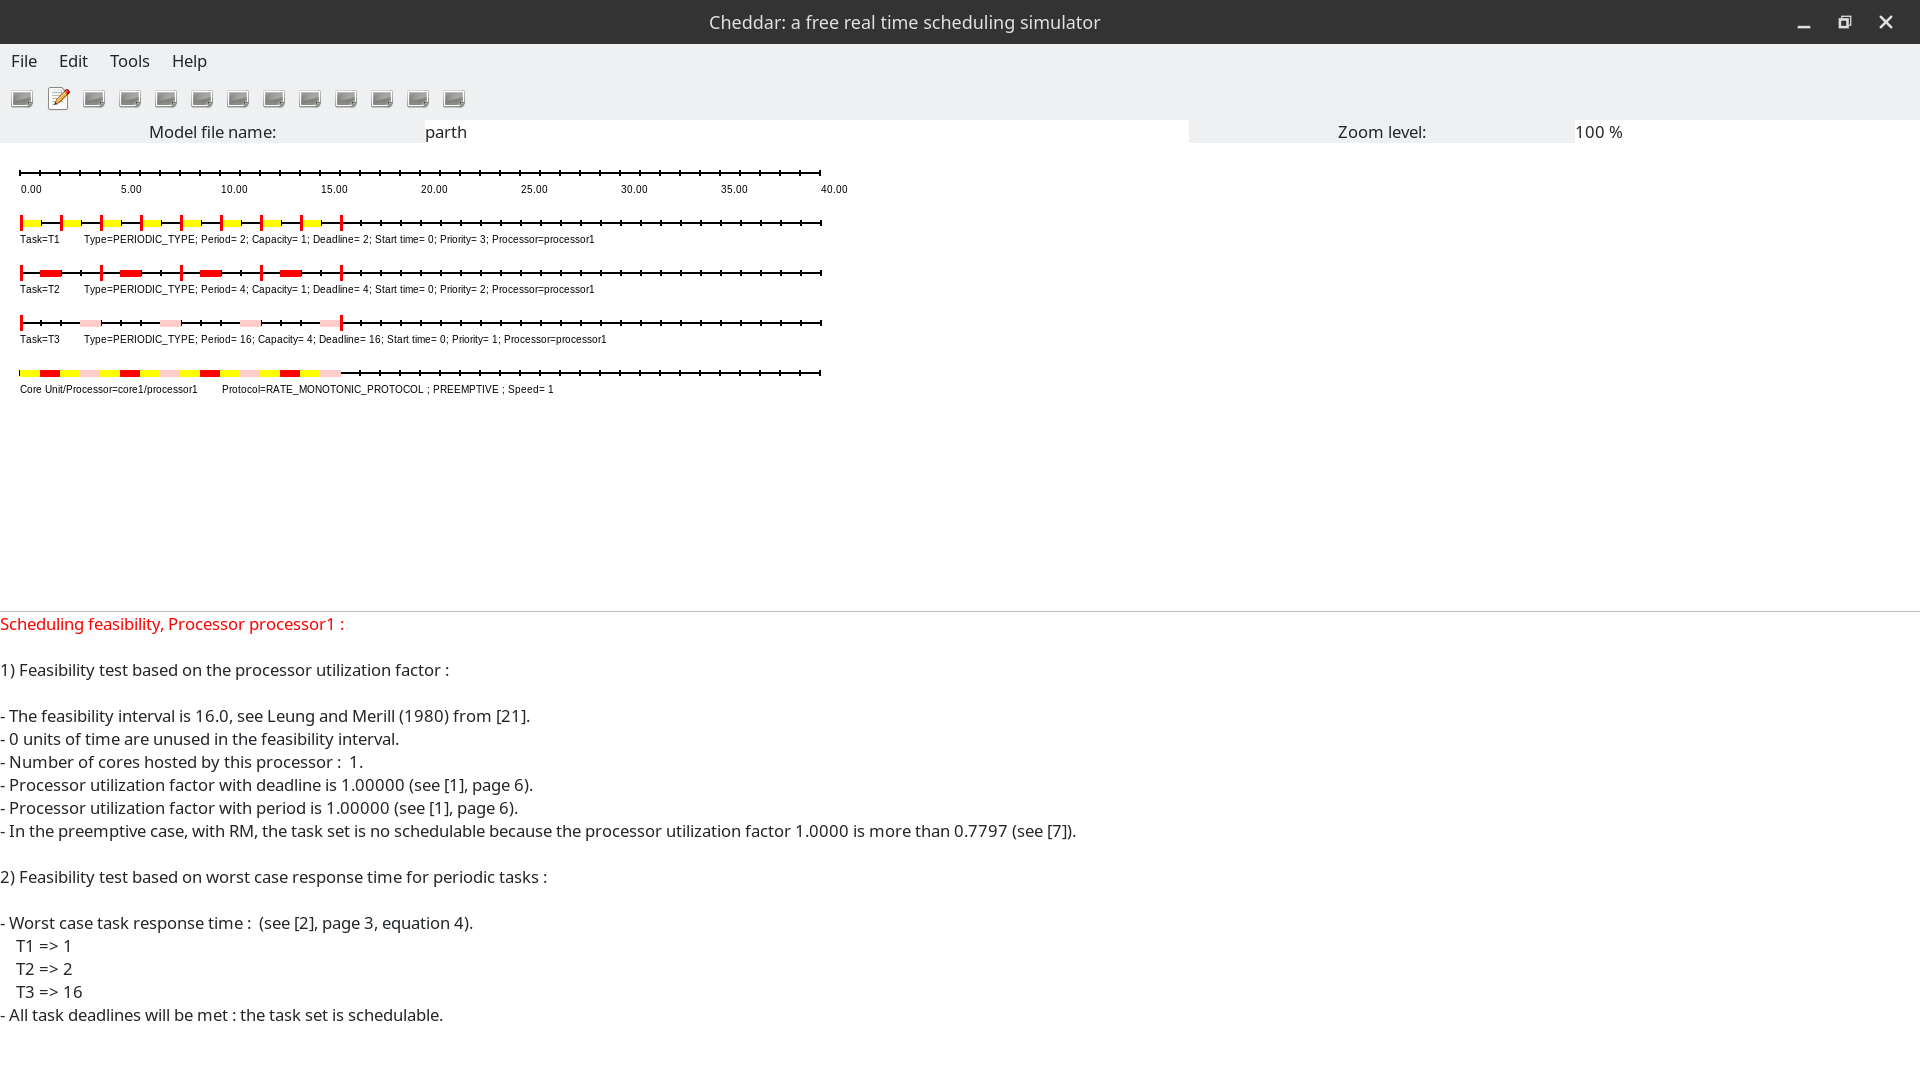 Cheddar: a free real time scheduling simulator
File Edit Tools Help
Model file name: parth Zoom level: 100 %
0.00 5.00 10.00 15.00 20.00 25.00 30.00 35.00 40.00
Task=T1 Type=PERIODIC_TYPE; Period= 2; Capacity= 1; Deadline= 2; Start time= 0; Priority= 3; Processor=processor1
Task=T2 Type=PERIODIC_TYPE; Period= 4; Capacity= 1; Deadline= 4; Start time= 0; Priority= 2; Processor=processor1
Task=T3 Type=PERIODIC_TYPE; Period= 16; Capacity= 4; Deadline= 16; Start time= 0; Priority= 1; Processor=processor1
Core Unit/Processor=core1/processor1 Protocol=RATE_MONOTONIC_PROTOCOL ; PREEMPTIVE ; Speed= 1
Scheduling feasibility, Processor processor1 :
1) Feasibility test based on the processor utilization factor :
- The feasibility interval is 16.0, see Leung and Merill (1980) from [21].
- 0 units of time are unused in the feasibility interval.
- Number of cores hosted by this processor :  1.
- Processor utilization factor with deadline is 1.00000 (see [1], page 6).
- Processor utilization factor with period is 1.00000 (see [1], page 6).
- In the preemptive case, with RM, the task set is no schedulable because the processor utilization factor 1.0000 is more than 0.7797 (see [7]).
2) Feasibility test based on worst case response time for periodic tasks :
- Worst case task response time :  (see [2], page 3, equation 4).
T1 => 1
T2 => 2
T3 => 16
- All task deadlines will be met : the task set is schedulable.